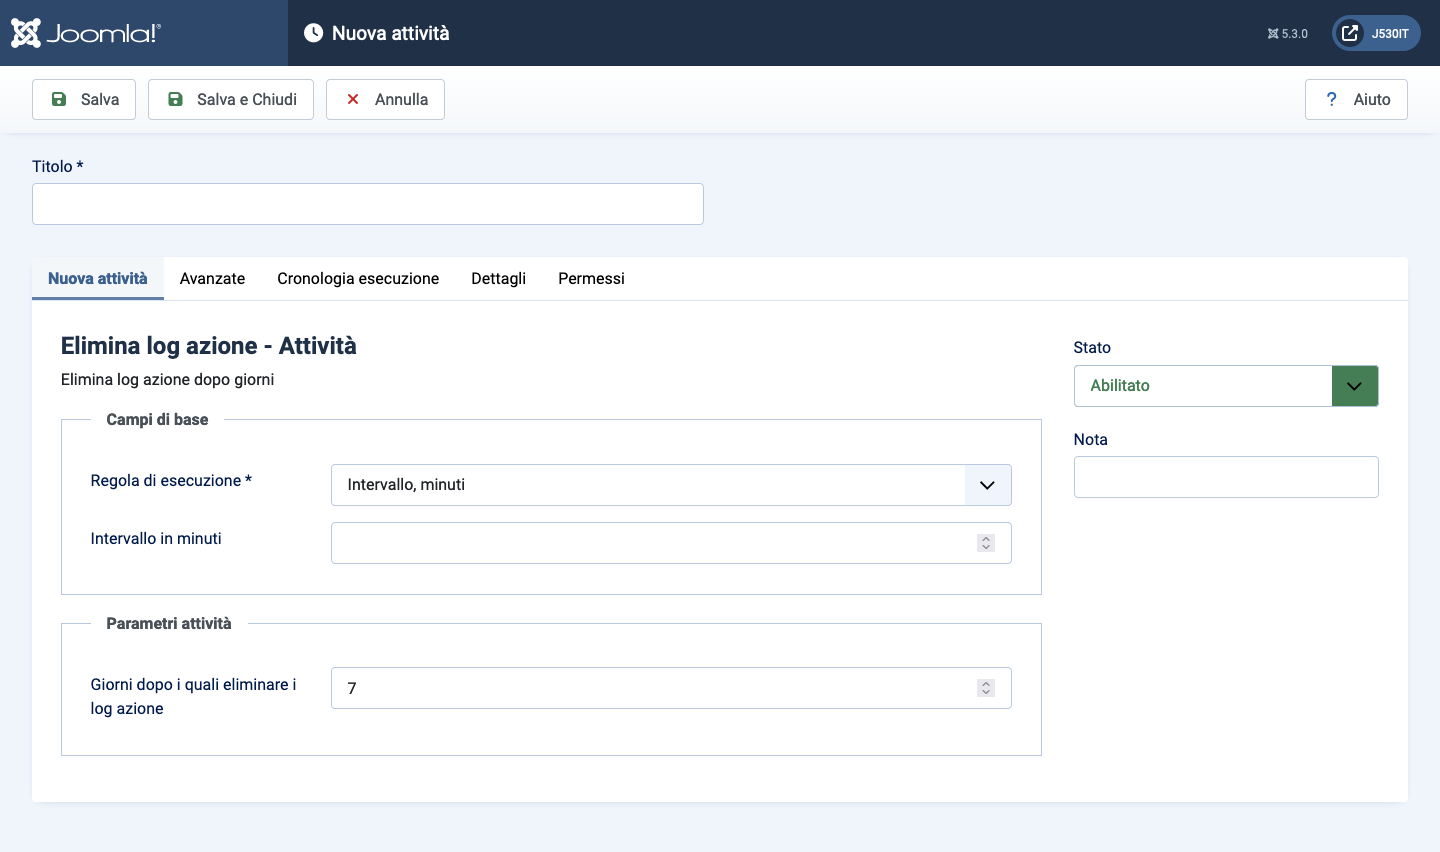 Joomla!®
Nuova attività
5.3.0
J530IT
Salva
Salva e Chiudi
Annulla
? Aiuto
Titolo *
Nuova attività
Avanzate
Cronologia esecuzione
Dettagli
Permessi
Elimina log azione - Attività
Elimina log azione dopo giorni
Campi di base
Regola di esecuzione *
Intervallo, minuti
Intervallo in minuti
Parametri attività
Giorni dopo i quali eliminare i
log azione
7
Stato
Abilitato
Nota